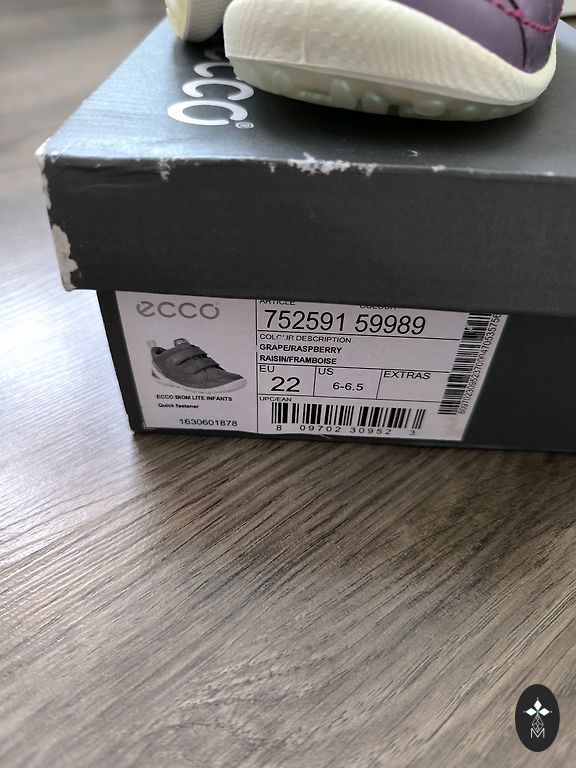 ecco®
ecco
ARTICLE COLOUR
752591 59989
COLOUR DESCRIPTION
GRAPE/RASPBERRY
RAISIN/FRAMBOISE
EU US EXTRAS
22 6-6.5
ECCO BIOM LITE INFANTS
Quick fastener
1630601878
UPC/EAN
8 09702 30952 3
M